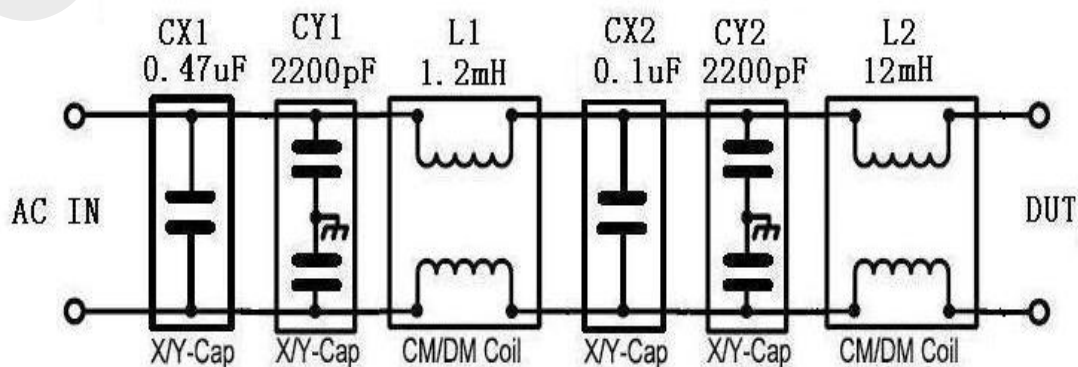 CX1
0.47uF
CY1
2200pF
L1
1.2mH
CX2
0.1uF
CY2
2200pF
L2
12mH
AC IN
DUT
X/Y-Cap
X/Y-Cap
CM/DM Coil
X/Y-Cap
X/Y-Cap
CM/DM Coil